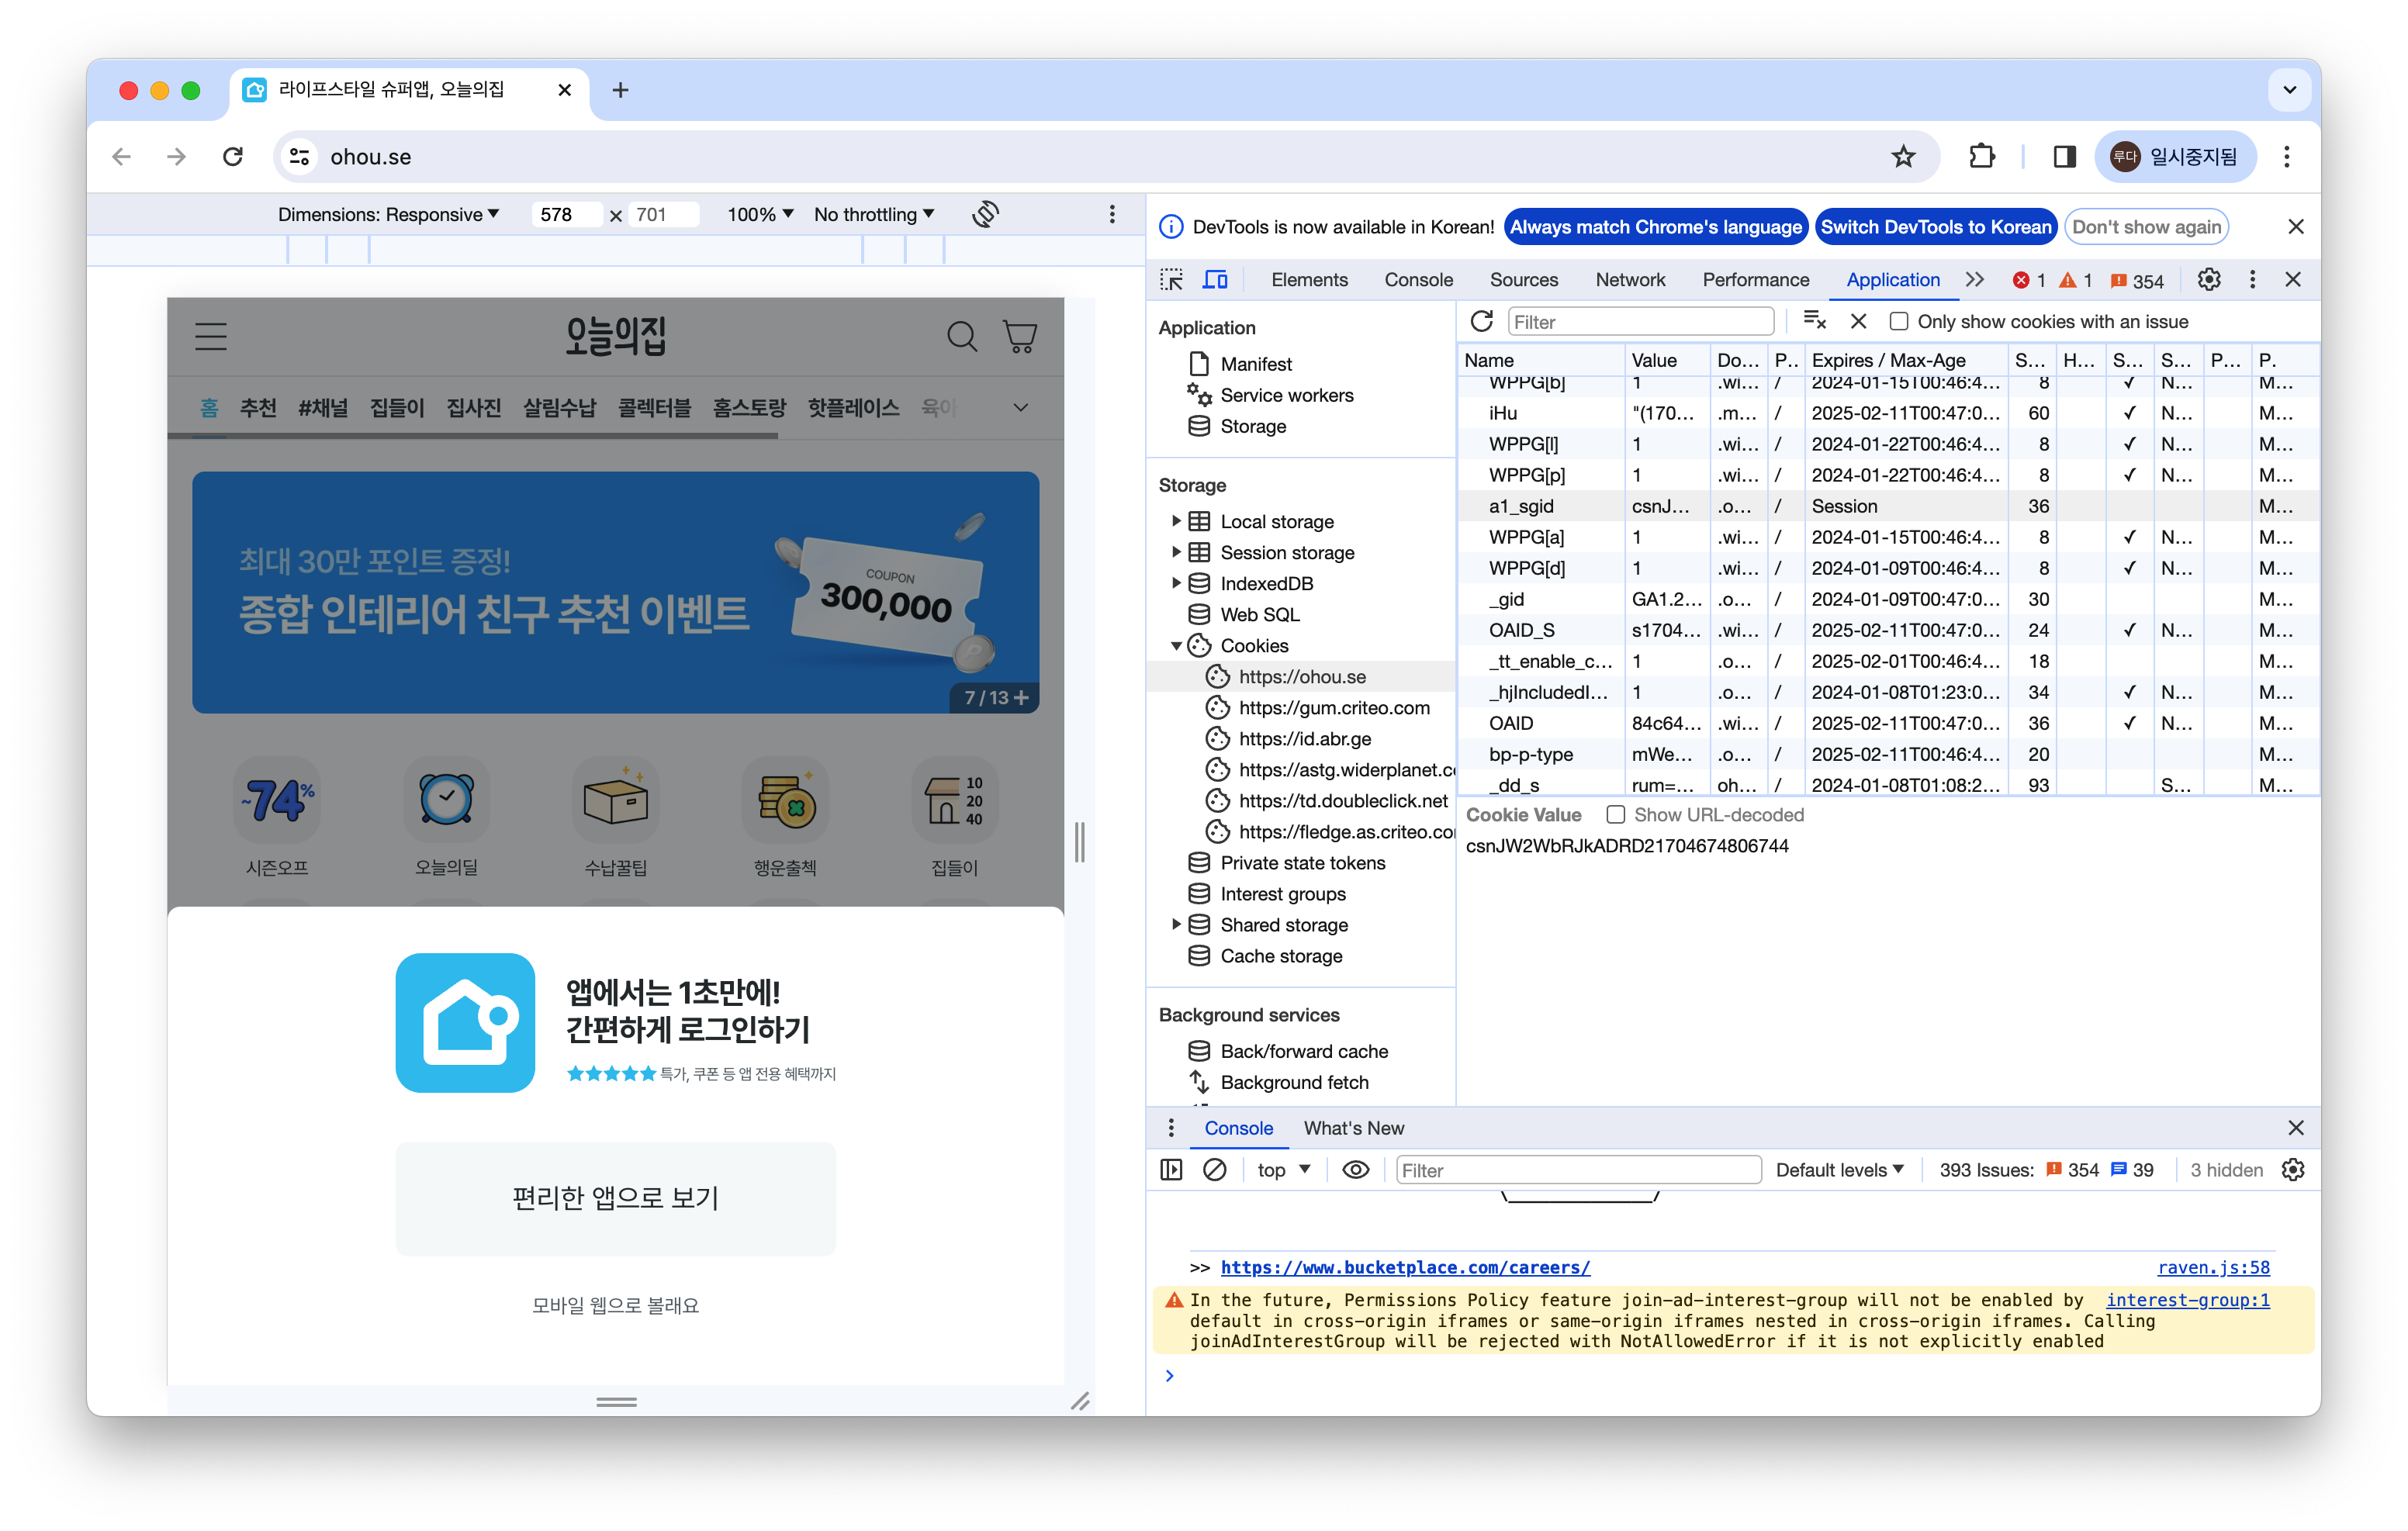 라이프스타일 슈퍼앱, 오늘의집
ohou.se
루다 일시중지됨
Dimensions: Responsive 578 × 701 100% No throttling
오늘의집
홈 추천 #채널 집들이 집사진 살림수납 콜렉터블 홈스토랑 핫플레이스 육아
최대 30만 포인트 증정!
종합 인테리어 친구 추천 이벤트
COUPON
300,000
7 / 13 +
~74%
10
20
40
시즌오프 오늘의딜 수납꿀팁 행운출첵 집들이
앱에서는 1초만에!
간편하게 로그인하기
★★★★★ 특가, 쿠폰 등 앱 전용 혜택까지
편리한 앱으로 보기
모바일 웹으로 볼래요
DevTools is now available in Korean! Always match Chrome's language Switch DevTools to Korean Don't show again
Elements Console Sources Network Performance Application 1 1 354
Application
Manifest
Service workers
Storage
Storage
Local storage
Session storage
IndexedDB
Web SQL
Cookies
https://ohou.se
https://gum.criteo.com
https://id.abr.ge
https://astg.widerplanet.c
https://td.doubleclick.net
https://fledge.as.criteo.co
Private state tokens
Interest groups
Shared storage
Cache storage
Background services
Back/forward cache
Background fetch
Filter Only show cookies with an issue
Name Value Do... P.. Expires / Max-Age S... H... S... S... P... P.
WPPG[b] 1 .wi... / 2024-01-15T00:46:4... 8 ✓ N... M...
iHu "(170... .m... / 2025-02-11T00:47:0... 60 ✓ N... M...
WPPG[l] 1 .wi... / 2024-01-22T00:46:4... 8 ✓ N... M...
WPPG[p] 1 .wi... / 2024-01-22T00:46:4... 8 ✓ N... M...
a1_sgid csnJ... .o... / Session 36 M...
WPPG[a] 1 .wi... / 2024-01-15T00:46:4... 8 ✓ N... M...
WPPG[d] 1 .wi... / 2024-01-09T00:46:4... 8 ✓ N... M...
_gid GA1.2... .o... / 2024-01-09T00:47:0... 30 M...
OAID_S s1704... .wi... / 2025-02-11T00:47:0... 24 ✓ N... M...
_tt_enable_c... 1 .o... / 2025-02-01T00:46:4... 18 M...
_hjIncludedI... 1 .o... / 2024-01-08T01:23:0... 34 ✓ N... M...
OAID 84c64... .wi... / 2025-02-11T00:47:0... 36 ✓ N... M...
bp-p-type mWe... .o... / 2025-02-11T00:46:4... 20 M...
_dd_s rum=... oh... / 2024-01-08T01:08:2... 93 S... M...
Cookie Value Show URL-decoded
csnJW2WbRJkADRD21704674806744
Console What's New
top Filter Default levels 393 Issues: 354 39 3 hidden
>> https://www.bucketplace.com/careers/ raven.js:58
In the future, Permissions Policy feature join-ad-interest-group will not be enabled by interest-group:1
default in cross-origin iframes or same-origin iframes nested in cross-origin iframes. Calling
joinAdInterestGroup will be rejected with NotAllowedError if it is not explicitly enabled